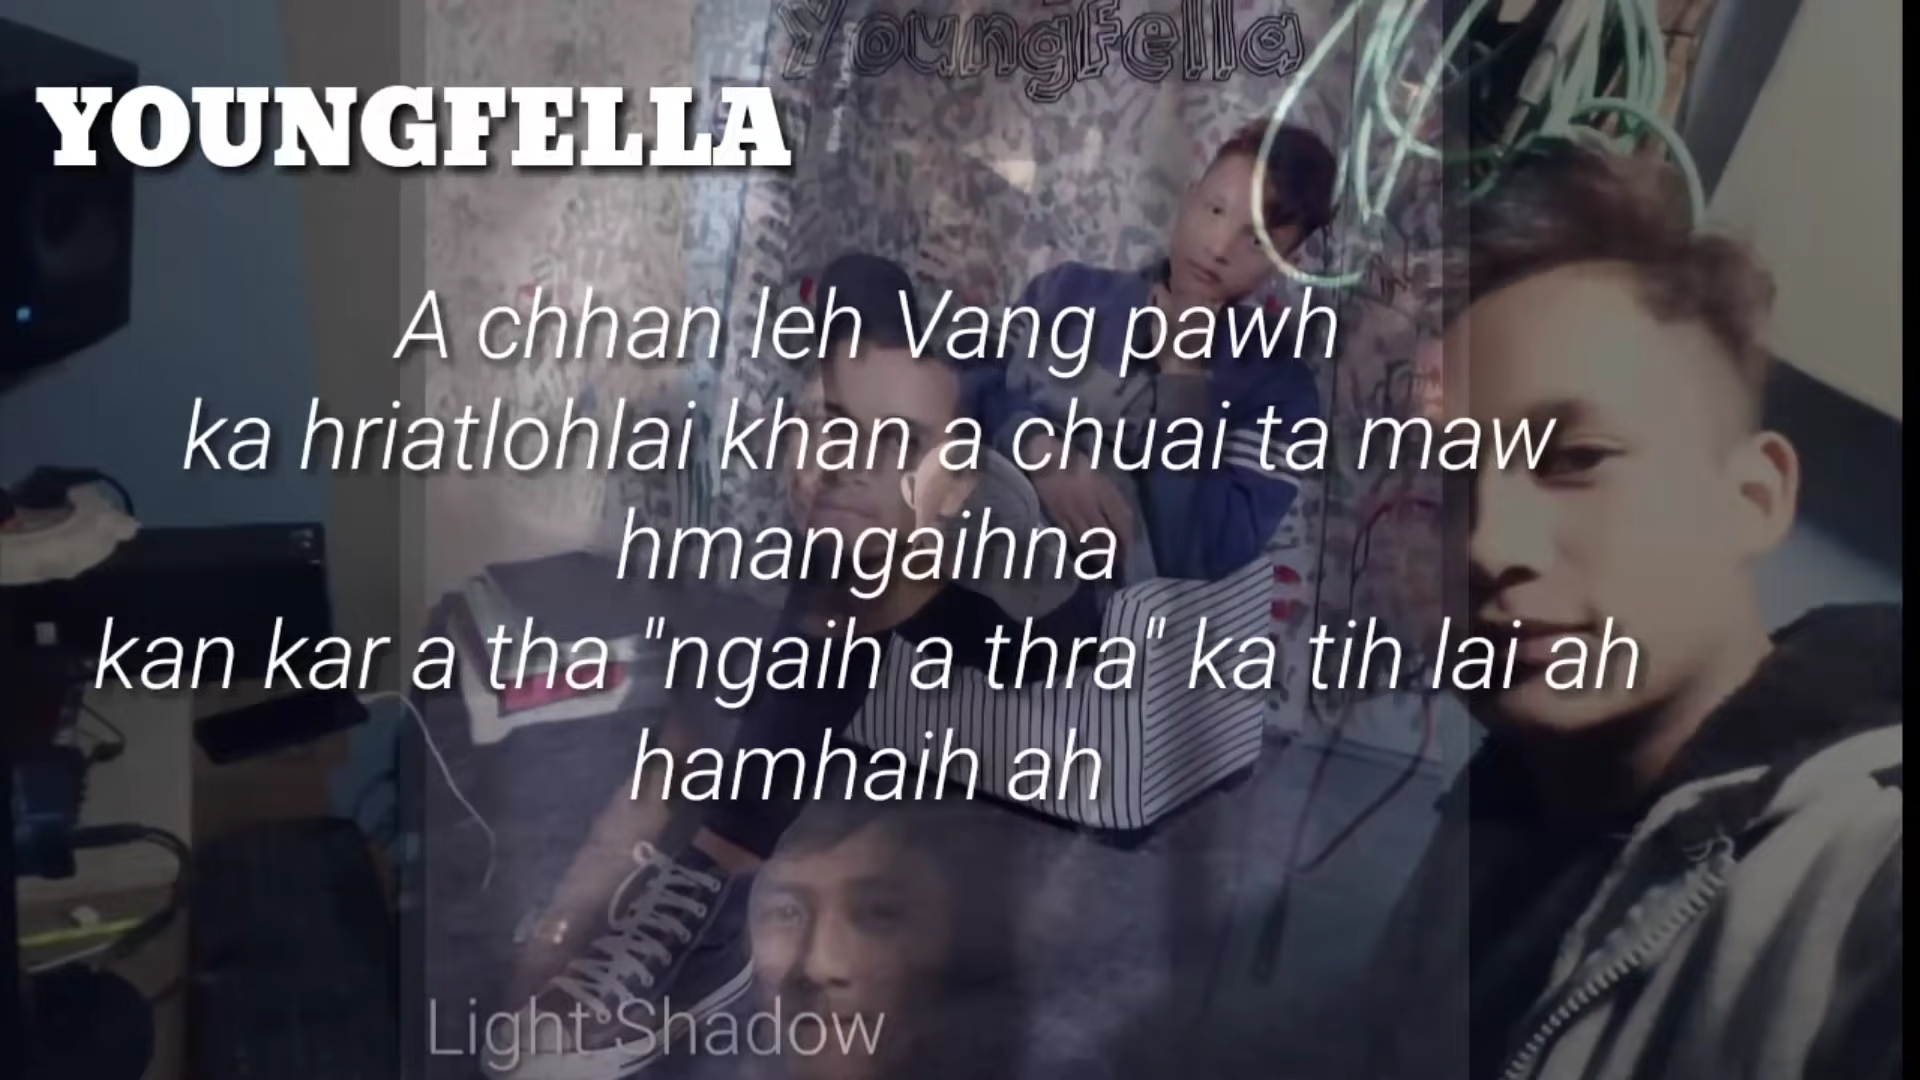 YoungFella
YOUNGFELLA
A chhan leh Vang pawh
ka hriatlohlai khan a chuai ta maw
hmangaihna
kan kar a tha "ngaih a thra" ka tih lai ah
hamhaih ah
Light Shadow